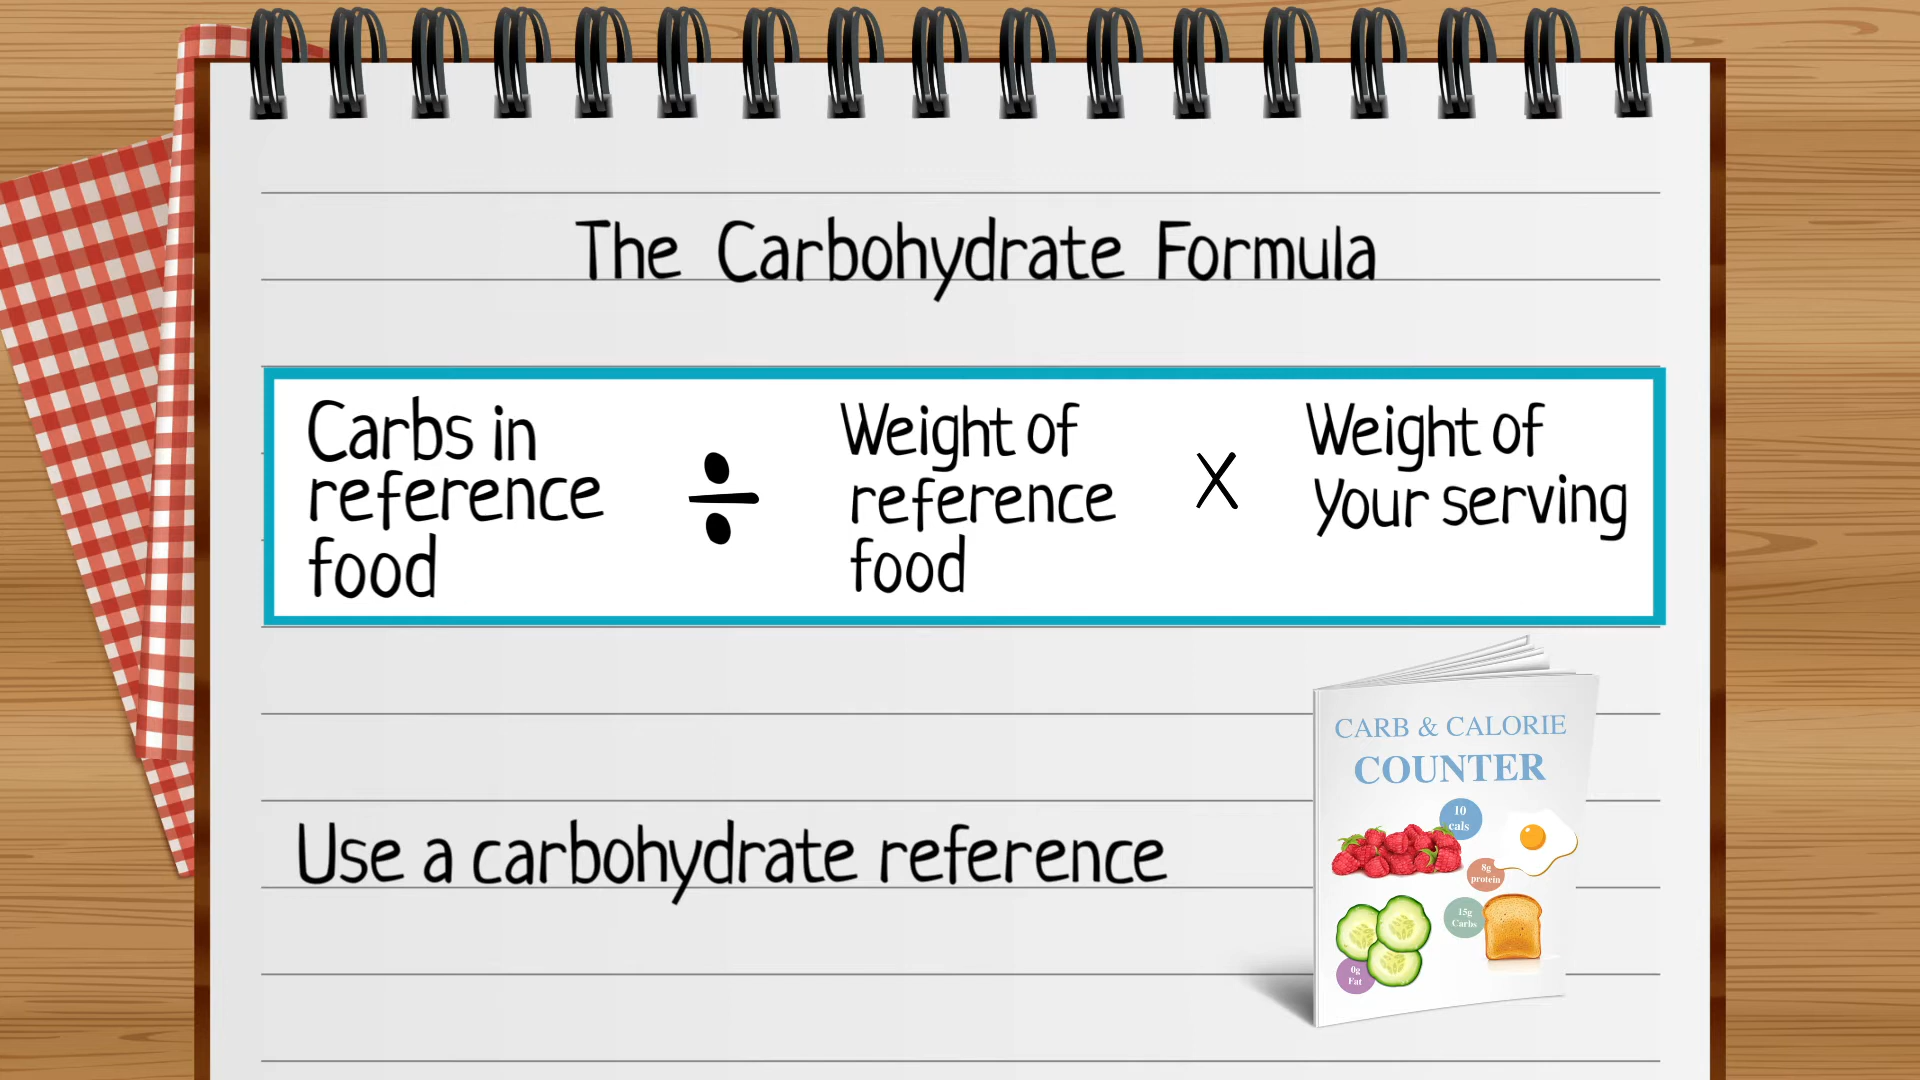 The Carbohydrate Formula
Carbs in
reference
food
÷
Weight of
reference
food
X
Weight of
Your serving
Use a carbohydrate reference
CARB & CALORIE
COUNTER
10
cals
8g
protein
15g
Carbs
0g
Fat